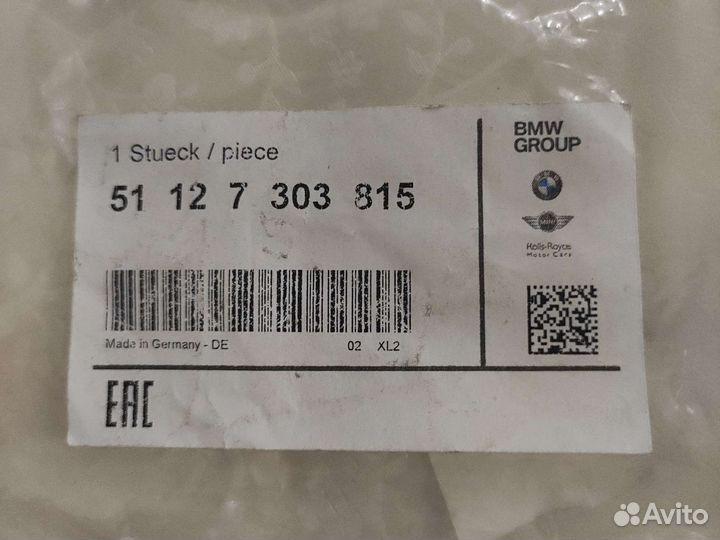 1 Stueck / piece
51 12 7 303 815
Made in Germany - DE
02 XL2
EAC
BMW
GROUP
MINI
Rolls-Royce
Motor Cars
Avito